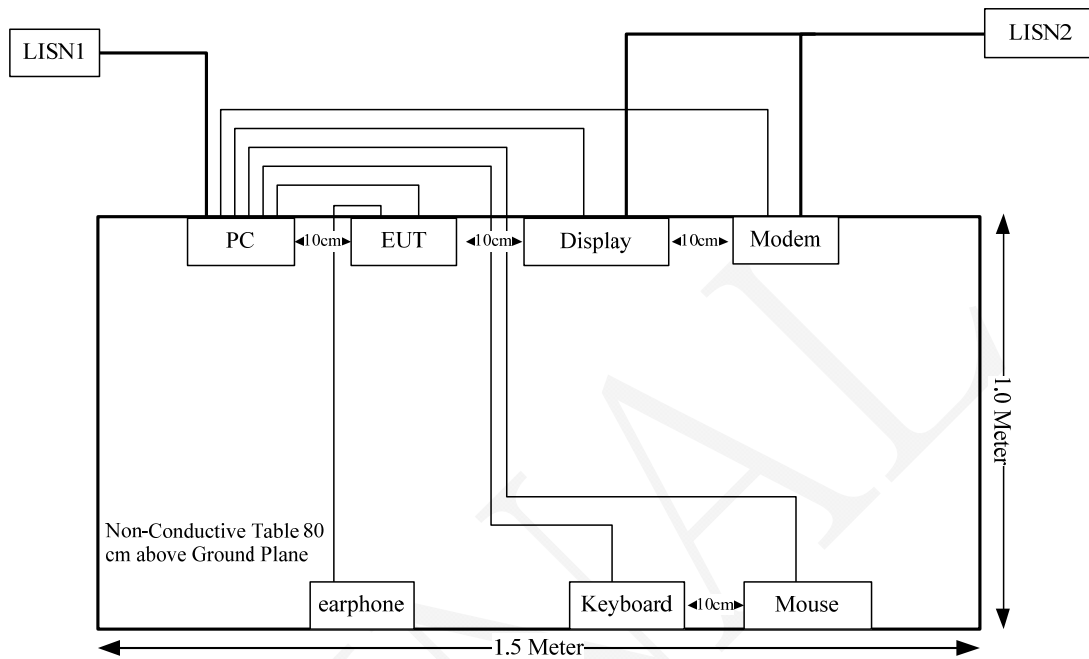 LISN1
LISN2
PC
10cm
EUT
10cm
Display
10cm
Modem
1.0 Meter
Non-Conductive Table 80
cm above Ground Plane
earphone
Keyboard
10cm
Mouse
1.5 Meter